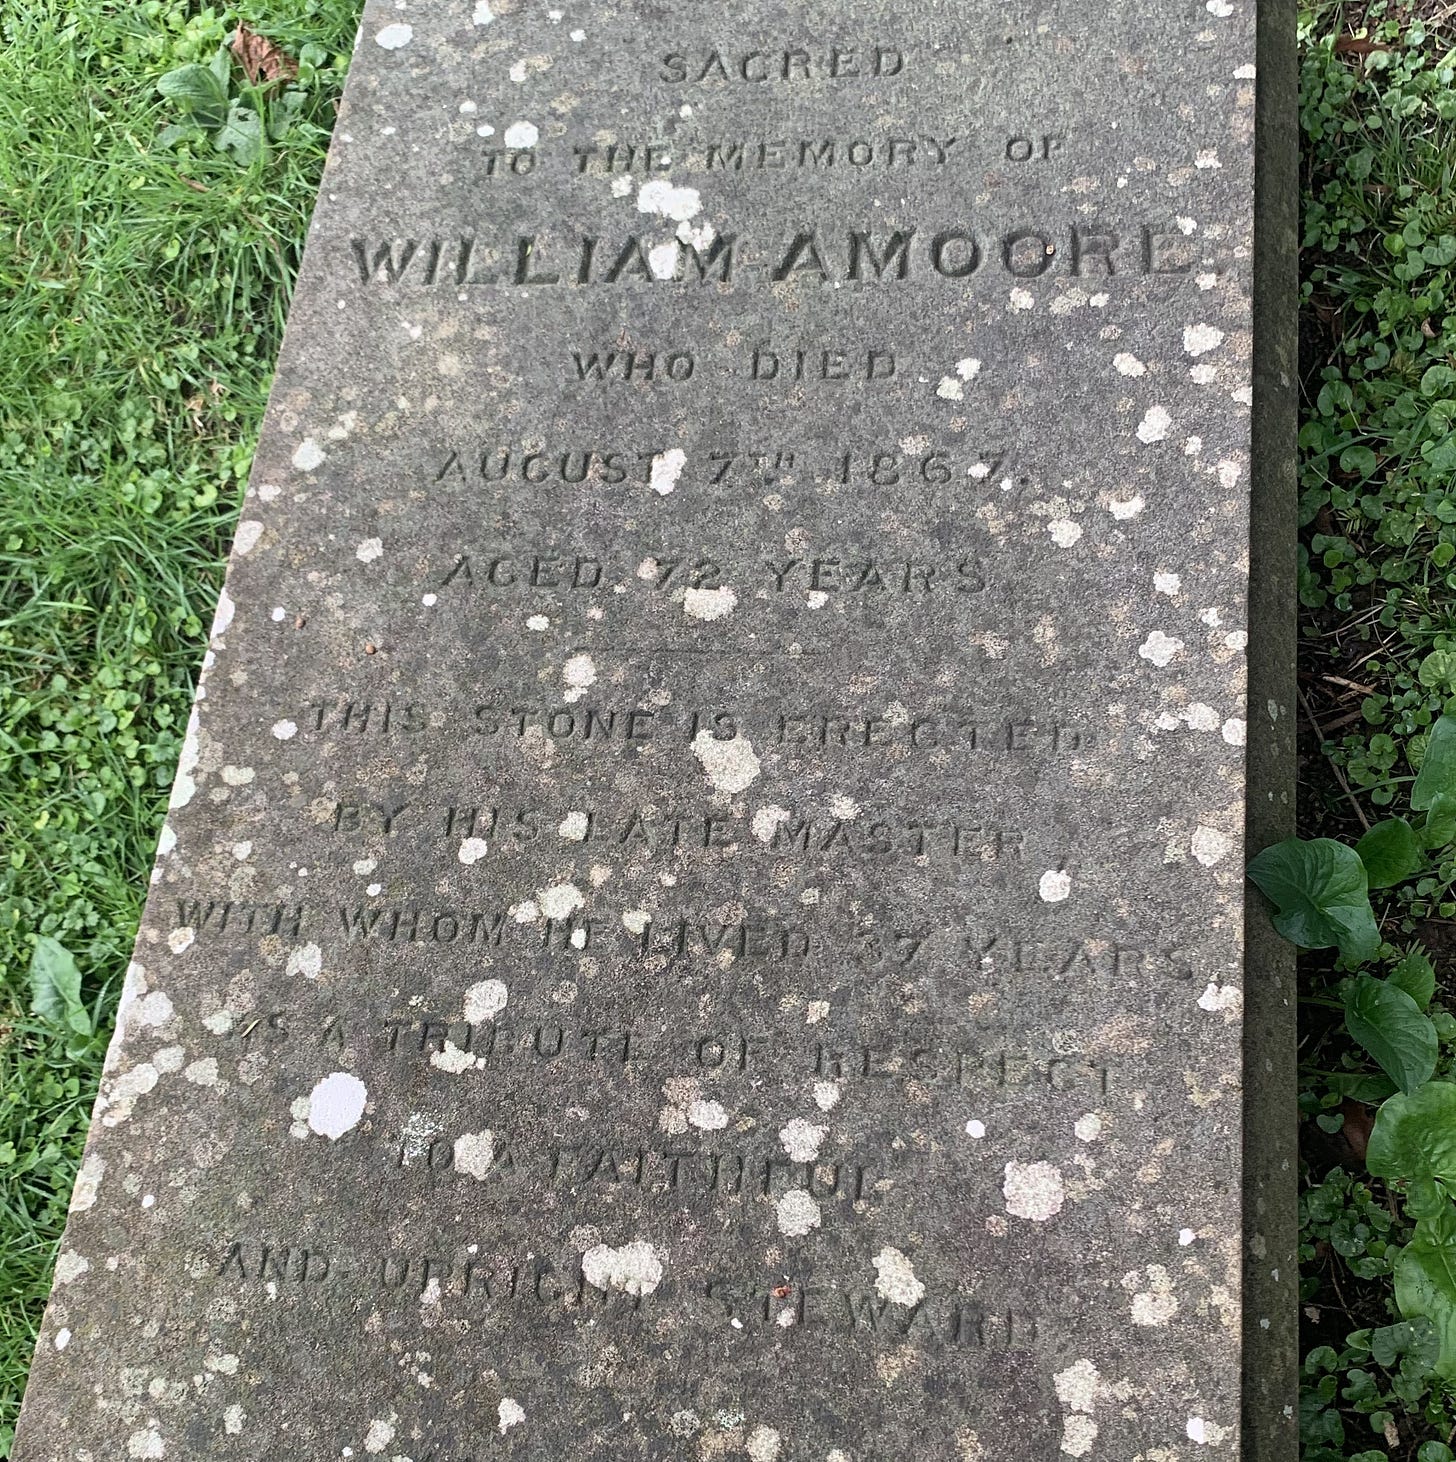 SACRED
TO THE MEMORY OF
WILLIAM AMOORE.
WHO DIED
AUGUST 7TH 1867.
AGED 72 YEARS
THIS STONE IS ERECTED
BY HIS LATE MASTER,
WITH WHOM HE LIVED 37 YEARS
AS A TRIBUTE OF RESPECT
TO A FAITHFUL
AND UPRIGHT STEWARD,